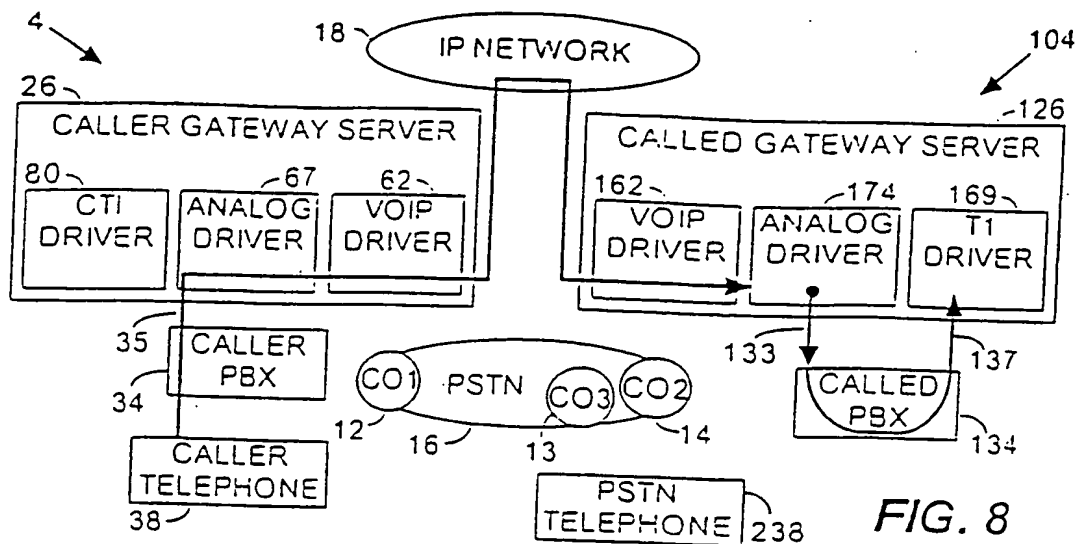 4
18
IP NETWORK
104
26
CALLER GATEWAY SERVER
126
CALLED GATEWAY SERVER
80
CTI
DRIVER
67
ANALOG
DRIVER
62
VOIP
DRIVER
162
VOIP
DRIVER
174
ANALOG
DRIVER
169
T1
DRIVER
35
CALLER
PBX
34
133
137
CALLED
PBX
134
CO1
PSTN
CO3
CO2
12
16
13
14
CALLER
TELEPHONE
38
PSTN
TELEPHONE
238
FIG. 8